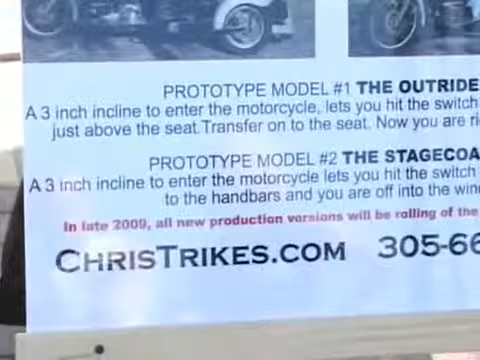 PROTOTYPE MODEL #1 THE OUTRIDE
A 3 inch incline to enter the motorcycle, lets you hit the switch
just above the seat.Transfer on to the seat. Now you are ri
PROTOTYPE MODEL #2 THE STAGECOA
A 3 inch incline to enter the motorcycle lets you hit the switch
to the handbars and you are off into the win
In late 2009, all new production versions will be rolling of the
CHRISTRIKES.COM 305-66